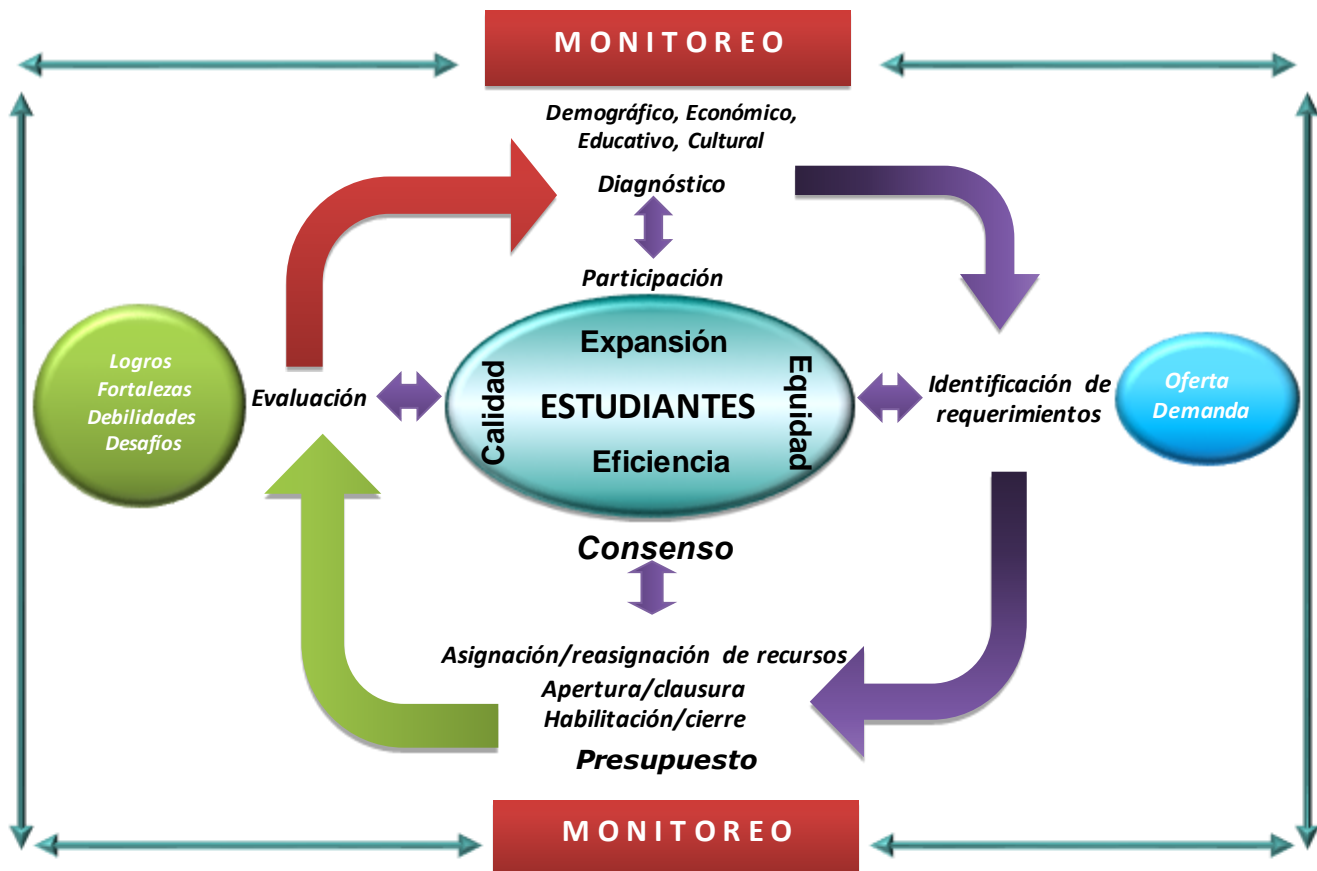 MONITOREO
Demográfico, Económico,
Educativo, Cultural
Diagnóstico
Participación
Logros
Fortalezas
Debilidades
Desafíos
Evaluación
Calidad
Expansión
ESTUDIANTES
Eficiencia
Equidad
Identificación de
requerimientos
Oferta
Demanda
Consenso
Asignación/reasignación de recursos
Apertura/clausura
Habilitación/cierre
Presupuesto
MONITOREO